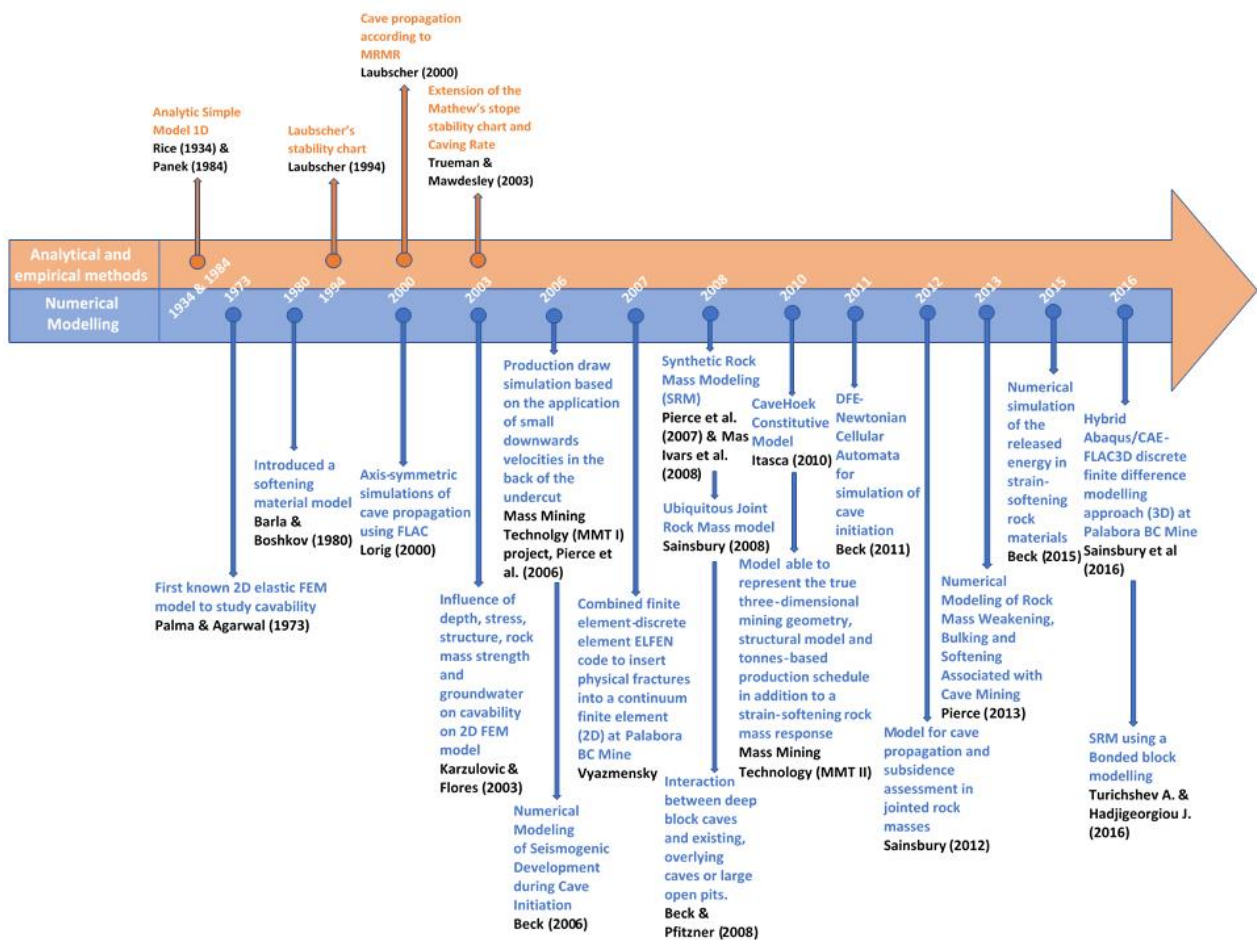 Cave propagation
according to
MRMR
Laubscher (2000)
Analytic Simple
Model 1D
Rice (1934) &
Panek (1984)
Laubscher's
stability chart
Laubscher (1994)
Extension of the
Mathew's stope
stability chart and
Caving Rate
Trueman &
Mawdesley (2003)
Analytical and
empirical methods
Numerical
Modelling
1934 & 1984
1973
1980
1994
2000
2003
2006
2007
2008
2010
2011
2012
2013
2015
2016
First known 2D elastic FEM
model to study cavability
Palma & Agarwal (1973)
Introduced a
softening
material model
Barla &
Boshkov (1980)
Axis-symmetric
simulations of
cave propagation
using FLAC
Lorig (2000)
Influence of
depth, stress,
structure, rock
mass strength
and
groundwater
on cavability
on 2D FEM
model
Karzulovic &
Flores (2003)
Production draw
simulation based
on the application
of small
downwards
velocities in the
back of the
undercut
Mass Mining
Technolgy (MMT I)
project, Pierce et
al. (2006)
Numerical
Modeling
of Seismogenic
Development
during Cave
Initiation
Beck (2006)
Combined finite
element-discrete
element ELFEN
code to insert
physical fractures
into a continuum
finite element
(2D) at Palabora
BC Mine
Vyazmensky
Synthetic Rock
Mass Modeling
(SRM)
Pierce et al.
(2007) & Mas
Ivars et al.
(2008)
Ubiquitous Joint
Rock Mass model
Sainsbury (2008)
Interaction
between deep
block caves
and existing,
overlying
caves or large
open pits.
Beck &
Pfitzner (2008)
CaveHoek
Constitutive
Model
Itasca (2010)
Model able to
represent the true
three-dimensional
mining geometry,
structural model and
tonnes-based
production schedule
in addition to a
strain-softening rock
mass response
Mass Mining
Technology (MMT II)
DFE-
Newtonian
Cellular
Automata
for
simulation of
cave
initiation
Beck (2011)
Model for cave
propagation and
subsidence
assessment in
jointed rock
masses
Sainsbury (2012)
Numerical
Modeling of Rock
Mass Weakening,
Bulking and
Softening
Associated with
Cave Mining
Pierce (2013)
Numerical
simulation
of the
released
energy in
strain-
softening
rock
materials
Beck (2015)
Hybrid
Abaqus/CAE-
FLAC3D discrete
finite difference
modelling
approach (3D) at
Palabora BC Mine
Sainsbury et al
(2016)
SRM using a
Bonded block
modelling
Turichshev A. &
Hadjigeorgiou J.
(2016)